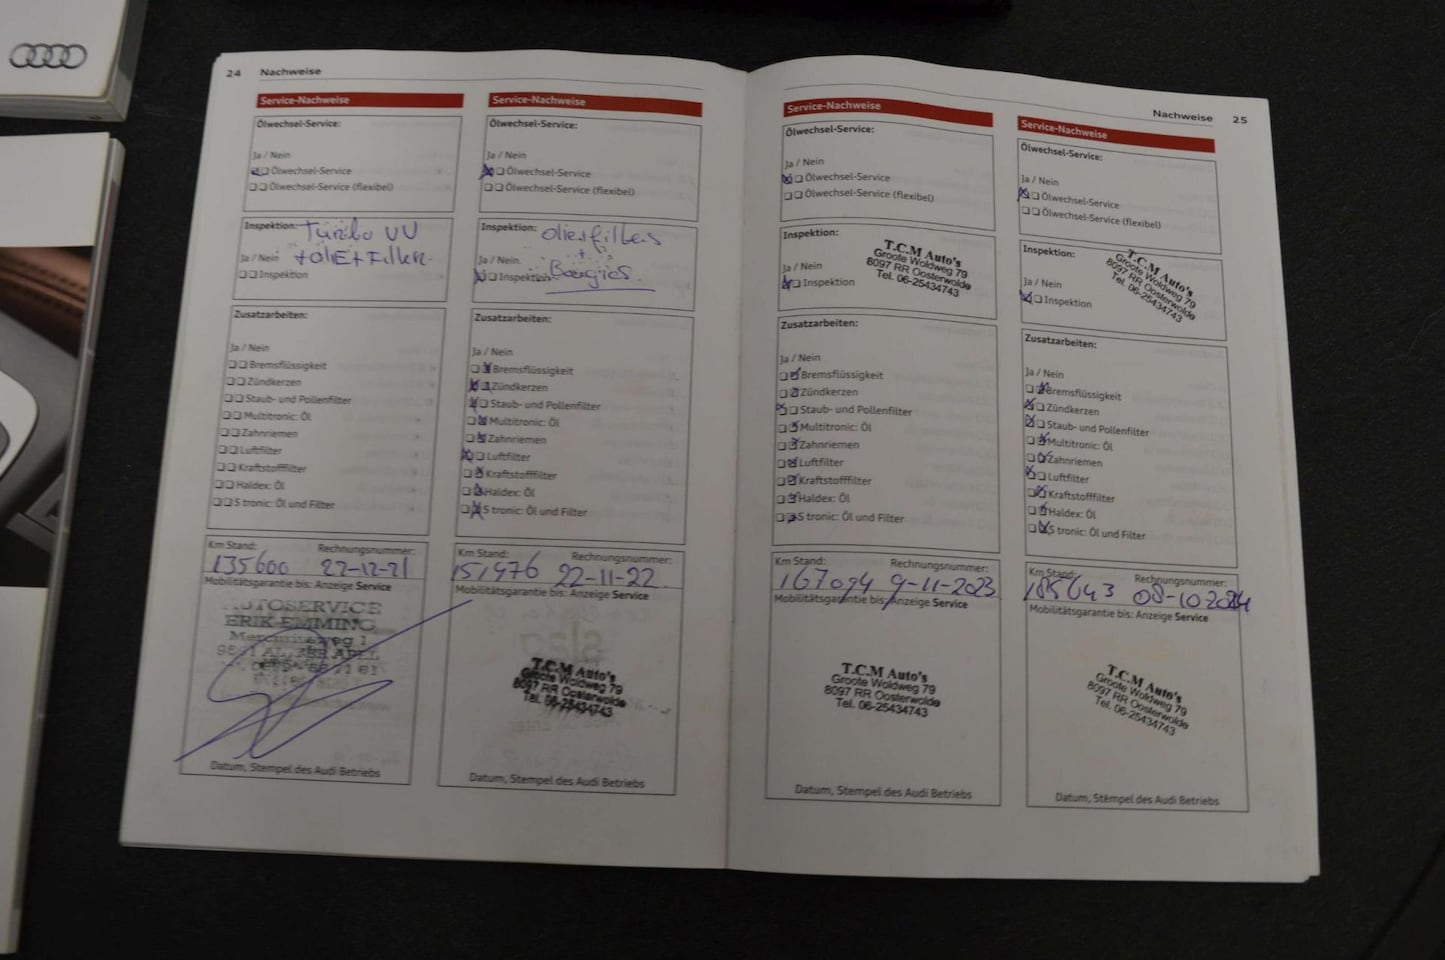 24 Nachweise
Service-Nachweise
Ölwechsel-Service:
Ja / Nein
Ölwechsel-Service
Ölwechsel-Service (flexibel)
Inspektion: Turbo VV
Ja / Nein + OliE + Filter
Inspektion
Zusatzarbeiten:
Ja / Nein
Bremsflüssigkeit
Zündkerzen
Staub- und Pollenfilter
Multitronic: Öl
Zahnriemen
Luftfilter
Kraftstofffilter
Haldex: Öl
S tronic: Öl und Filter
Km Stand: Rechnungsnummer:
135600 22-12-21
Mobilitätsgarantie bis: Anzeige Service
AUTOSERVICE
ERIK EMMING
Datum, Stempel des Audi Betriebs
Service-Nachweise
Ölwechsel-Service:
Ja / Nein
Ölwechsel-Service
Ölwechsel-Service (flexibel)
Inspektion: olie+filters
Ja / Nein +
Inspektion Bougies.
Zusatzarbeiten:
Ja / Nein
Bremsflüssigkeit
Zündkerzen
Staub- und Pollenfilter
Multitronic: Öl
Zahnriemen
Luftfilter
Kraftstofffilter
Haldex: Öl
S tronic: Öl und Filter
Km Stand: Rechnungsnummer:
151976 22-11-22
Mobilitätsgarantie bis: Anzeige Service
T.C.M Auto's
Groote Woldweg 79
8097 RR Oosterwolde
Tel. 06-25434743
Datum, Stempel des Audi Betriebs
Nachweise 25
Service-Nachweise
Ölwechsel-Service:
Ja / Nein
Ölwechsel-Service
Ölwechsel-Service (flexibel)
Inspektion:
Ja / Nein
Inspektion
T.C.M Auto's
Groote Woldweg 79
8097 RR Oosterwolde
Tel. 06-25434743
Zusatzarbeiten:
Ja / Nein
Bremsflüssigkeit
Zündkerzen
Staub- und Pollenfilter
Multitronic: Öl
Zahnriemen
Luftfilter
Kraftstofffilter
Haldex: Öl
S tronic: Öl und Filter
Km Stand: Rechnungsnummer:
167094 9-11-2023
Mobilitätsgarantie bis: Anzeige Service
T.C.M Auto's
Groote Woldweg 79
8097 RR Oosterwolde
Tel. 06-25434743
Datum, Stempel des Audi Betriebs
Service-Nachweise
Ölwechsel-Service:
Ja / Nein
Ölwechsel-Service
Ölwechsel-Service (flexibel)
Inspektion:
Ja / Nein
Inspektion
T.C.M Auto's
Groote Woldweg 79
8097 RR Oosterwolde
Tel. 06-25434743
Zusatzarbeiten:
Ja / Nein
Bremsflüssigkeit
Zündkerzen
Staub- und Pollenfilter
Multitronic: Öl
Zahnriemen
Luftfilter
Kraftstofffilter
Haldex: Öl
S tronic: Öl und Filter
Km Stand: Rechnungsnummer:
185643 08-10 2024
Mobilitätsgarantie bis: Anzeige Service
T.C.M Auto's
Groote Woldweg 79
8097 RR Oosterwolde
Tel. 06-25434743
Datum, Stempel des Audi Betriebs